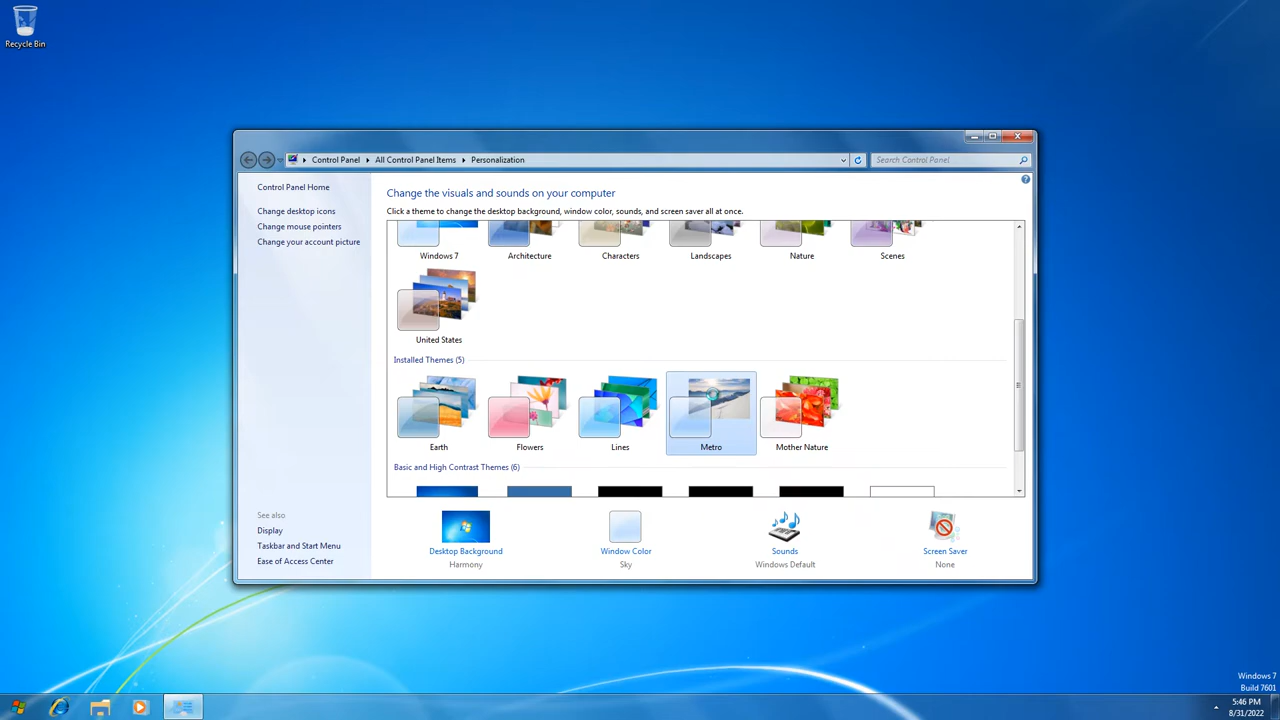 Recycle Bin
Control Panel
All Control Panel Items
Personalization
Search Control Panel
Control Panel Home
Change desktop icons
Change mouse pointers
Change your account picture
See also
Display
Taskbar and Start Menu
Ease of Access Center
Change the visuals and sounds on your computer
Click a theme to change the desktop background, window color, sounds, and screen saver all at once.
Windows 7
Architecture
Characters
Landscapes
Nature
Scenes
United States
Installed Themes (5)
Earth
Flowers
Lines
Metro
Mother Nature
Basic and High Contrast Themes (6)
Desktop Background
Harmony
Window Color
Sky
Sounds
Windows Default
Screen Saver
None
Windows 7
Build 7601
5:46 PM
8/31/2022